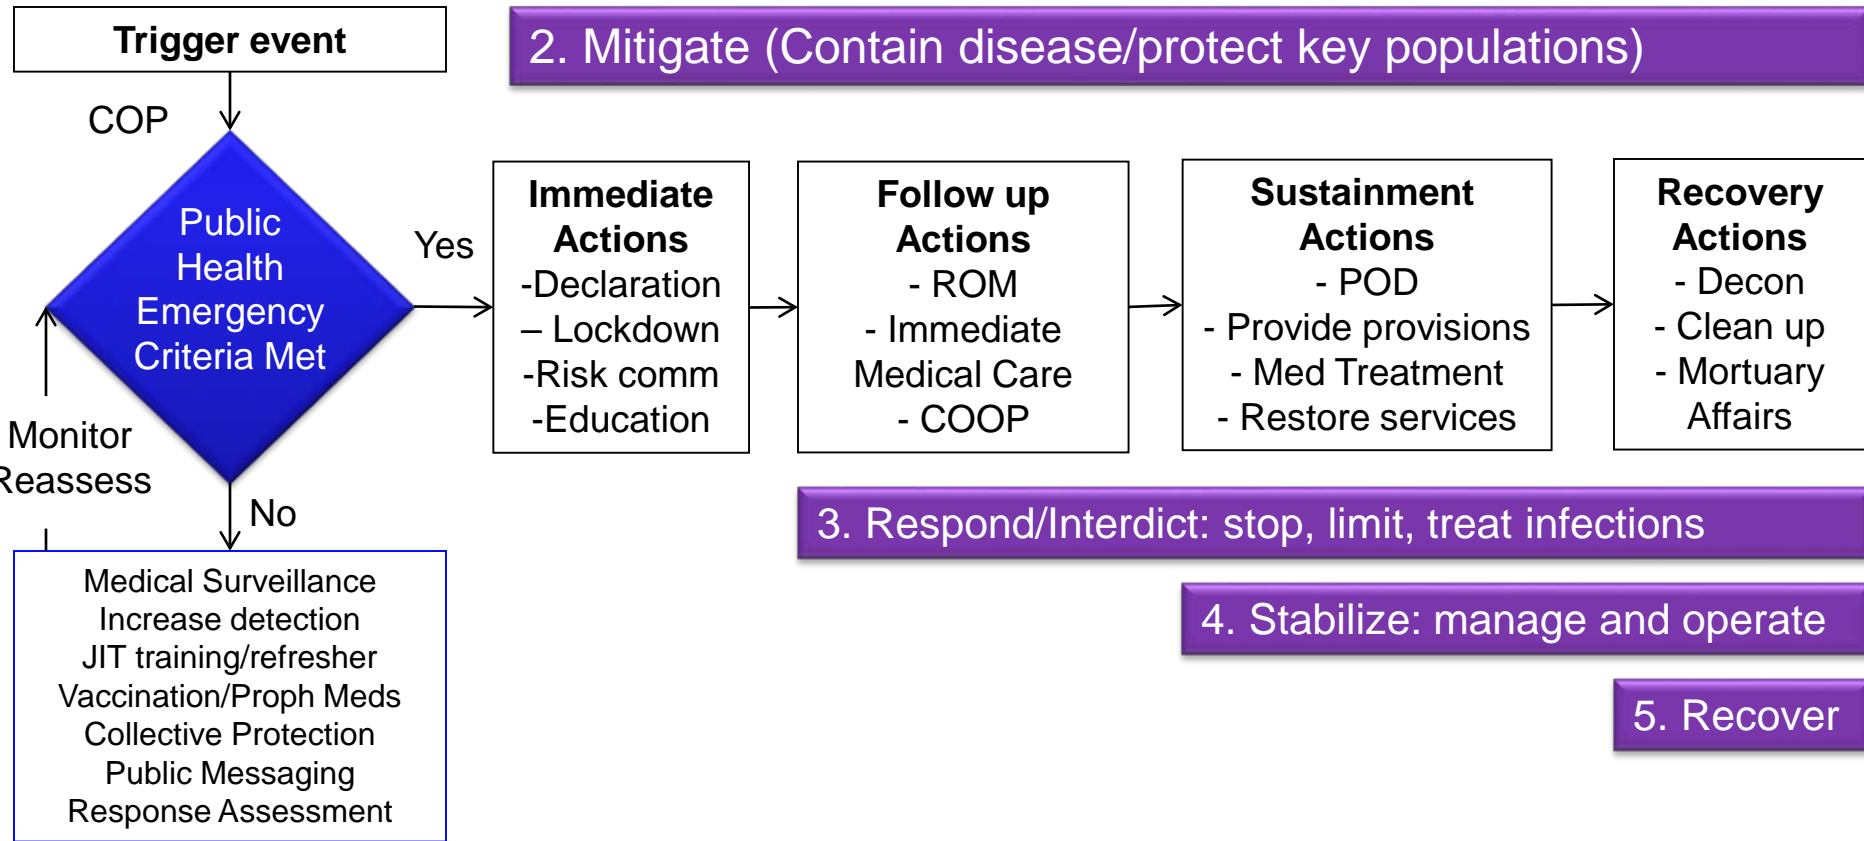 Trigger event
2. Mitigate (Contain disease/protect key populations)
COP
Public
Health
Emergency
Criteria Met
Yes
Immediate
Actions
-Declaration
– Lockdown
-Risk comm
-Education
Follow up
Actions
- ROM
- Immediate
Medical Care
- COOP
Sustainment
Actions
- POD
- Provide provisions
- Med Treatment
- Restore services
Recovery
Actions
- Decon
- Clean up
- Mortuary
Affairs
Monitor
Reassess
No
3. Respond/Interdict: stop, limit, treat infections
Medical Surveillance
Increase detection
JIT training/refresher
Vaccination/Proph Meds
Collective Protection
Public Messaging
Response Assessment
4. Stabilize: manage and operate
5. Recover